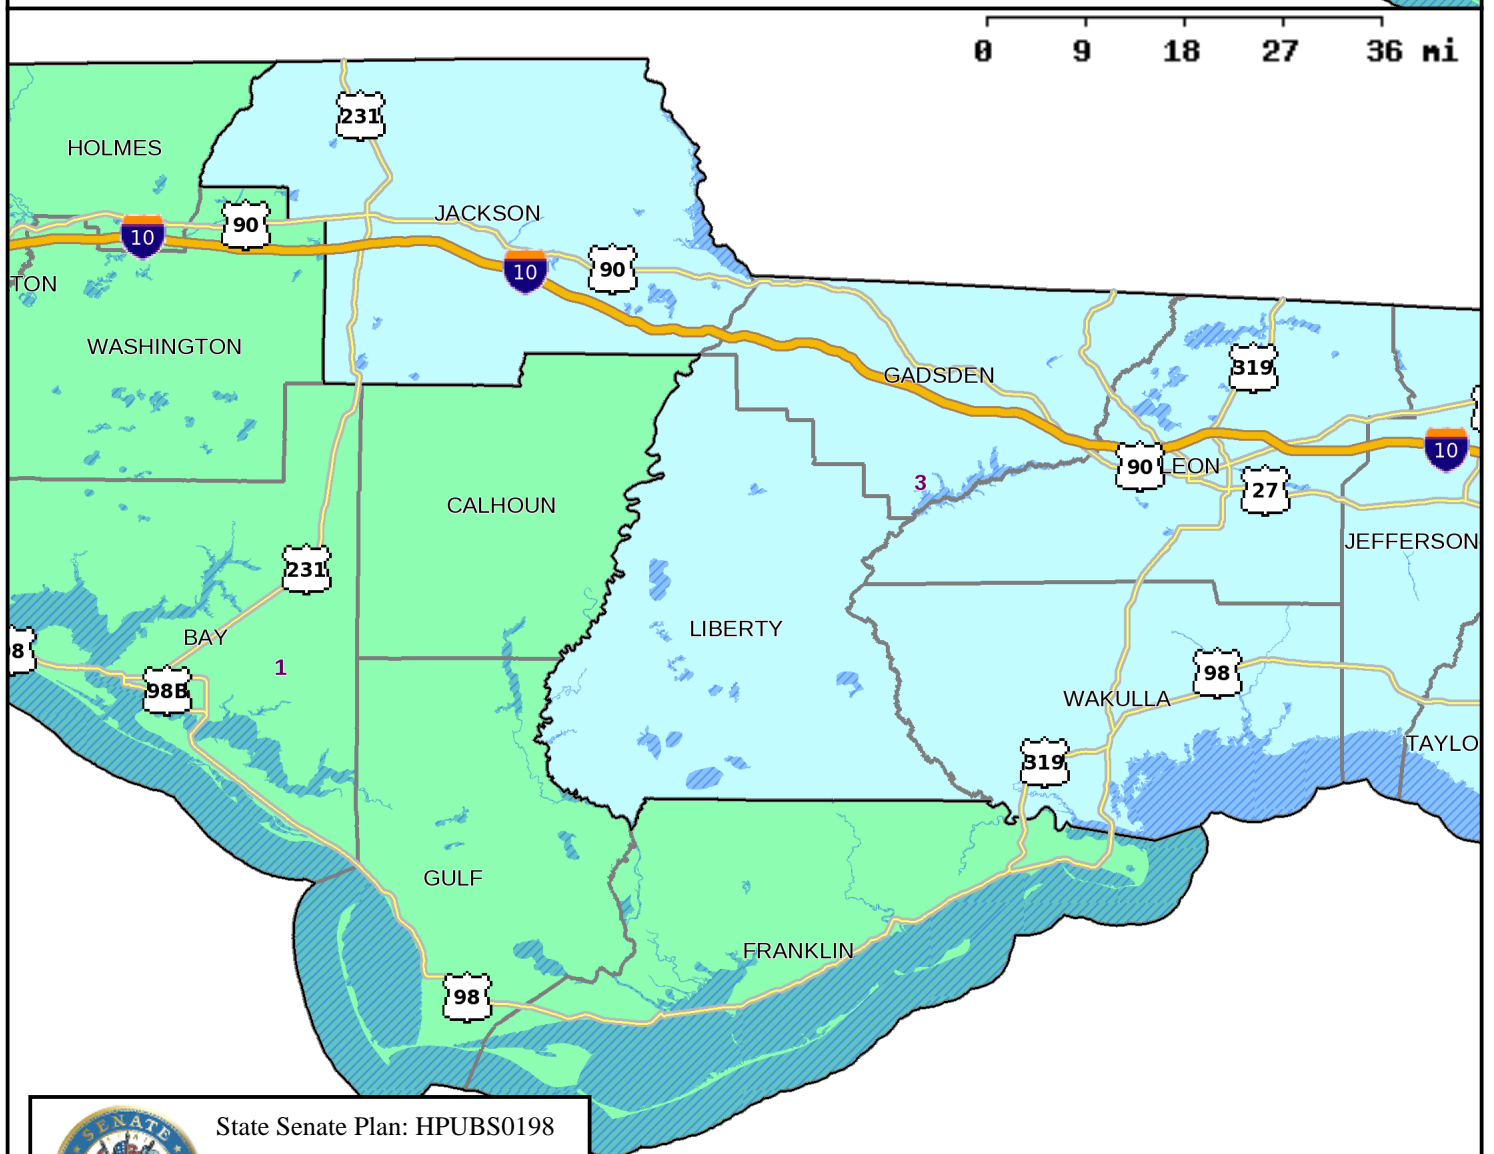 0 9 18 27 36 mi
231
HOLMES
JACKSON
90
10
10
90
TON
WASHINGTON
319
GADSDEN
10
LEON
90
3
27
CALHOUN
JEFFERSON
231
LIBERTY
BAY
98
1
98
98B
WAKULLA
TAYLO
319
GULF
FRANKLIN
98
State Senate Plan: HPUBS0198
SENATE